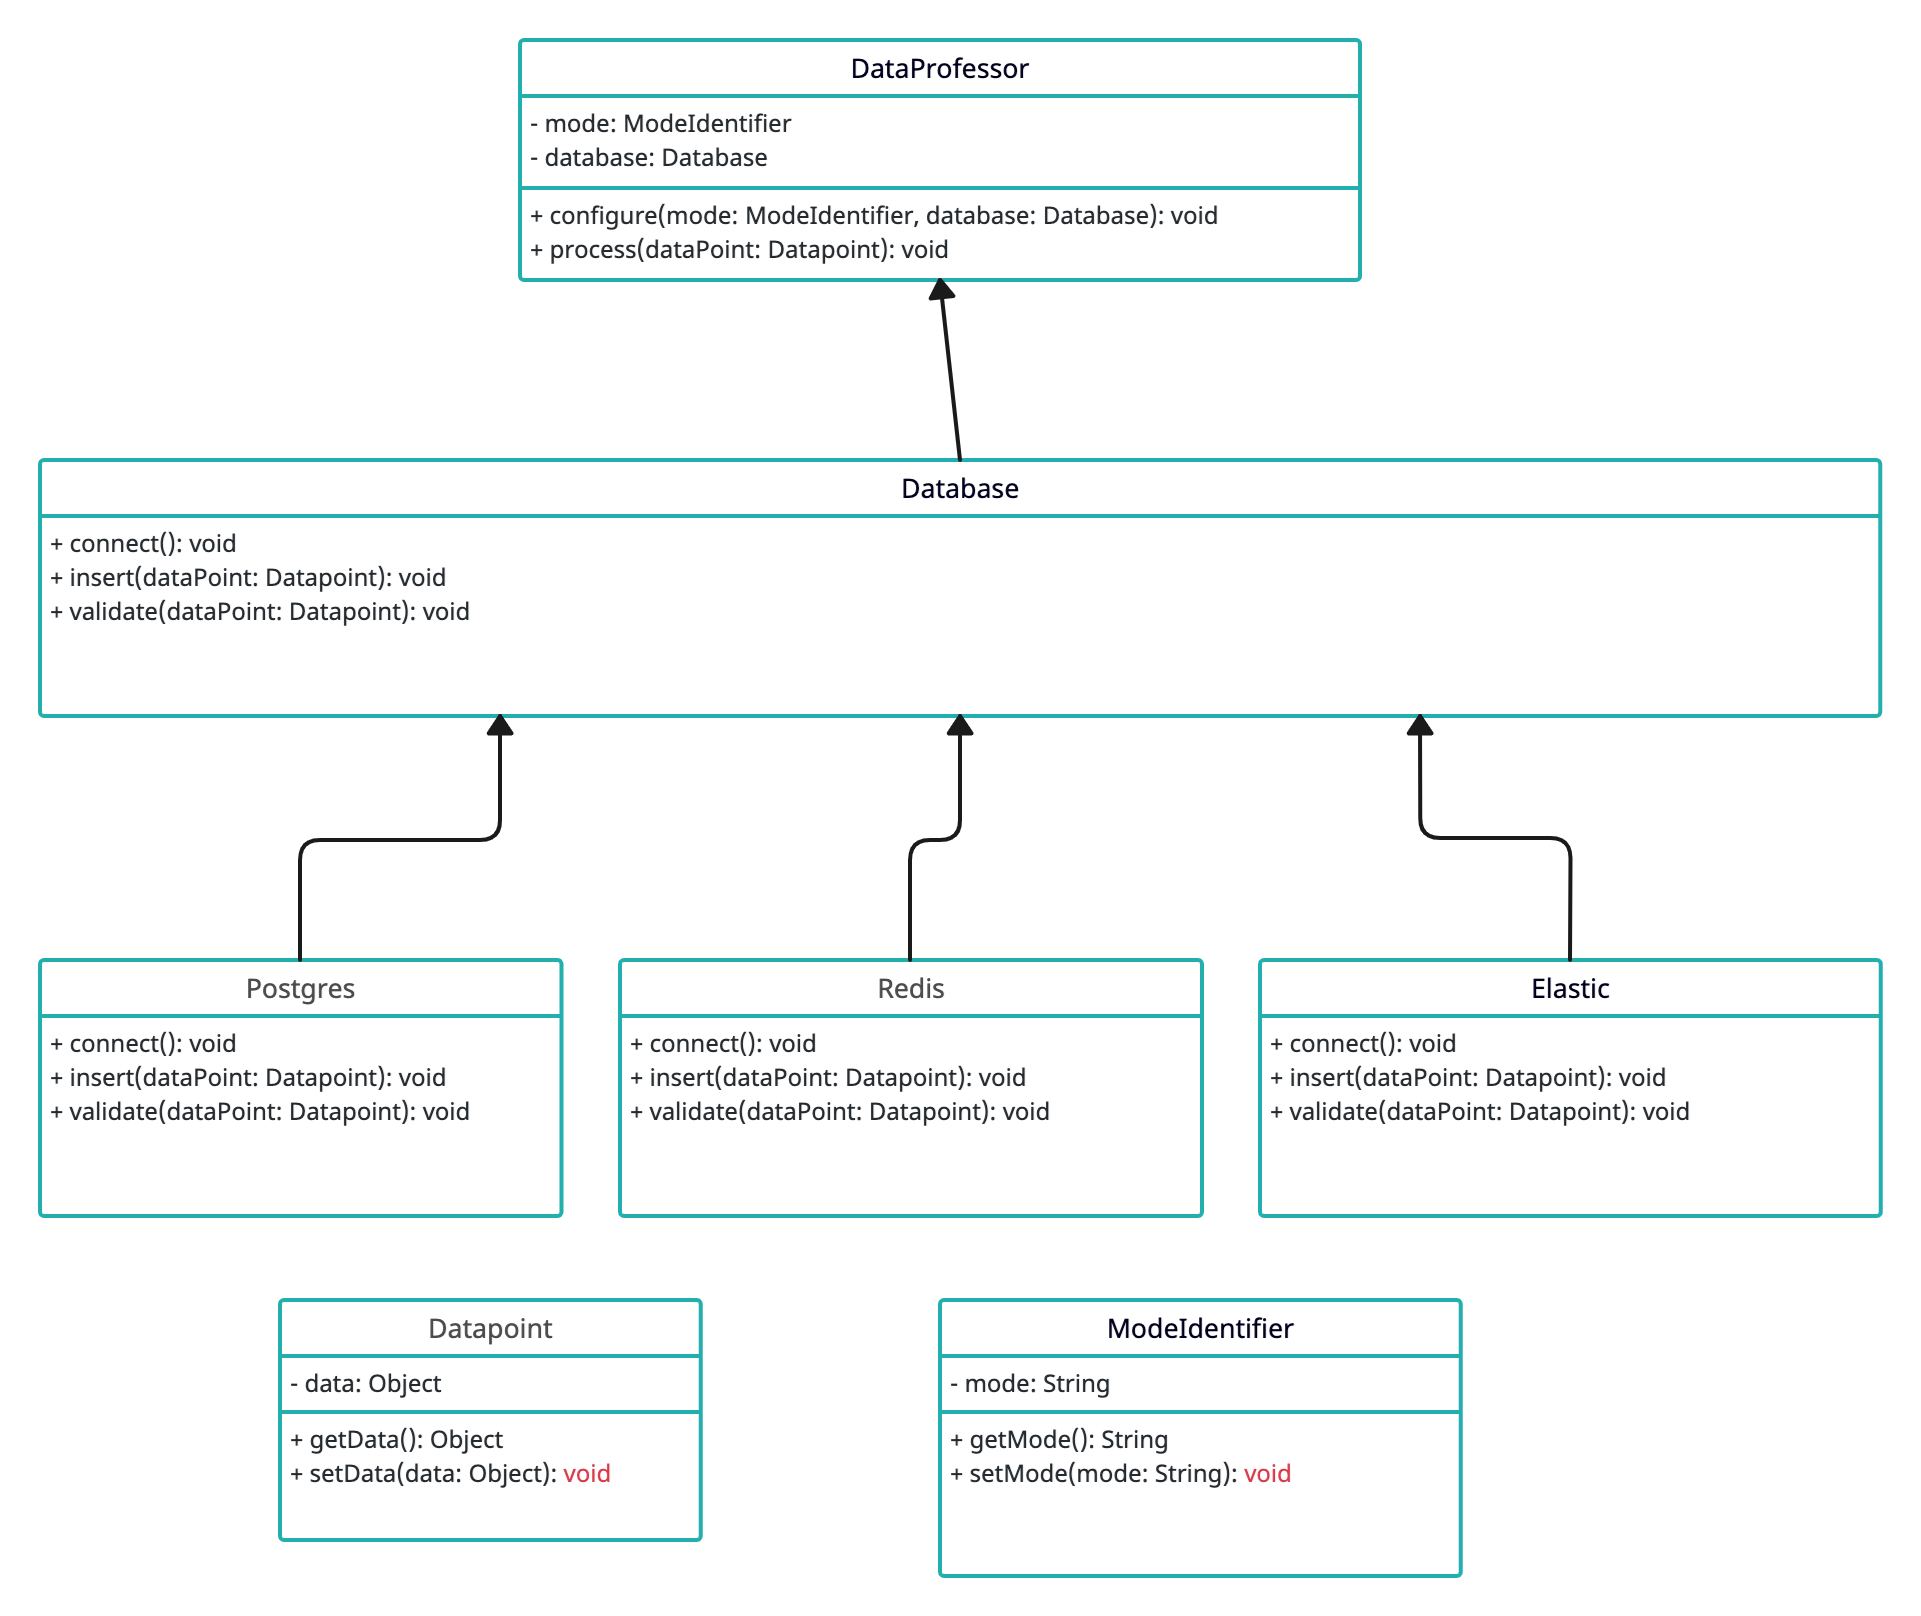 DataProfessor
- mode: ModeIdentifier
- database: Database
+ configure(mode: ModeIdentifier, database: Database): void
+ process(dataPoint: Datapoint): void
Database
+ connect(): void
+ insert(dataPoint: Datapoint): void
+ validate(dataPoint: Datapoint): void
Postgres
+ connect(): void
+ insert(dataPoint: Datapoint): void
+ validate(dataPoint: Datapoint): void
Redis
+ connect(): void
+ insert(dataPoint: Datapoint): void
+ validate(dataPoint: Datapoint): void
Elastic
+ connect(): void
+ insert(dataPoint: Datapoint): void
+ validate(dataPoint: Datapoint): void
Datapoint
- data: Object
+ getData(): Object
+ setData(data: Object): void
ModeIdentifier
- mode: String
+ getMode(): String
+ setMode(mode: String): void